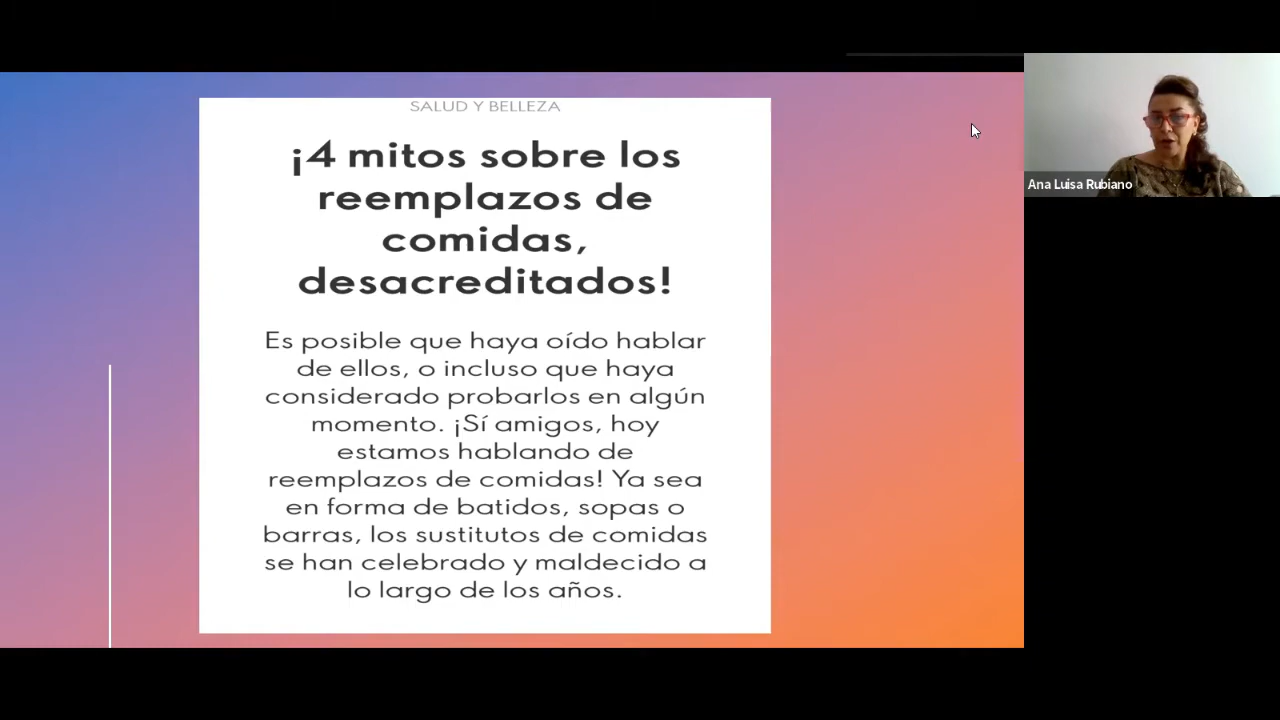 SALUD Y BELLEZA
¡4 mitos sobre los
reemplazos de
comidas,
desacreditados!
Es posible que haya oído hablar
de ellos, o incluso que haya
considerado probarlos en algún
momento. ¡Sí amigos, hoy
estamos hablando de
reemplazos de comidas! Ya sea
en forma de batidos, sopas o
barras, los sustitutos de comidas
se han celebrado y maldecido a
lo largo de los años.
Ana Luisa Rubiano